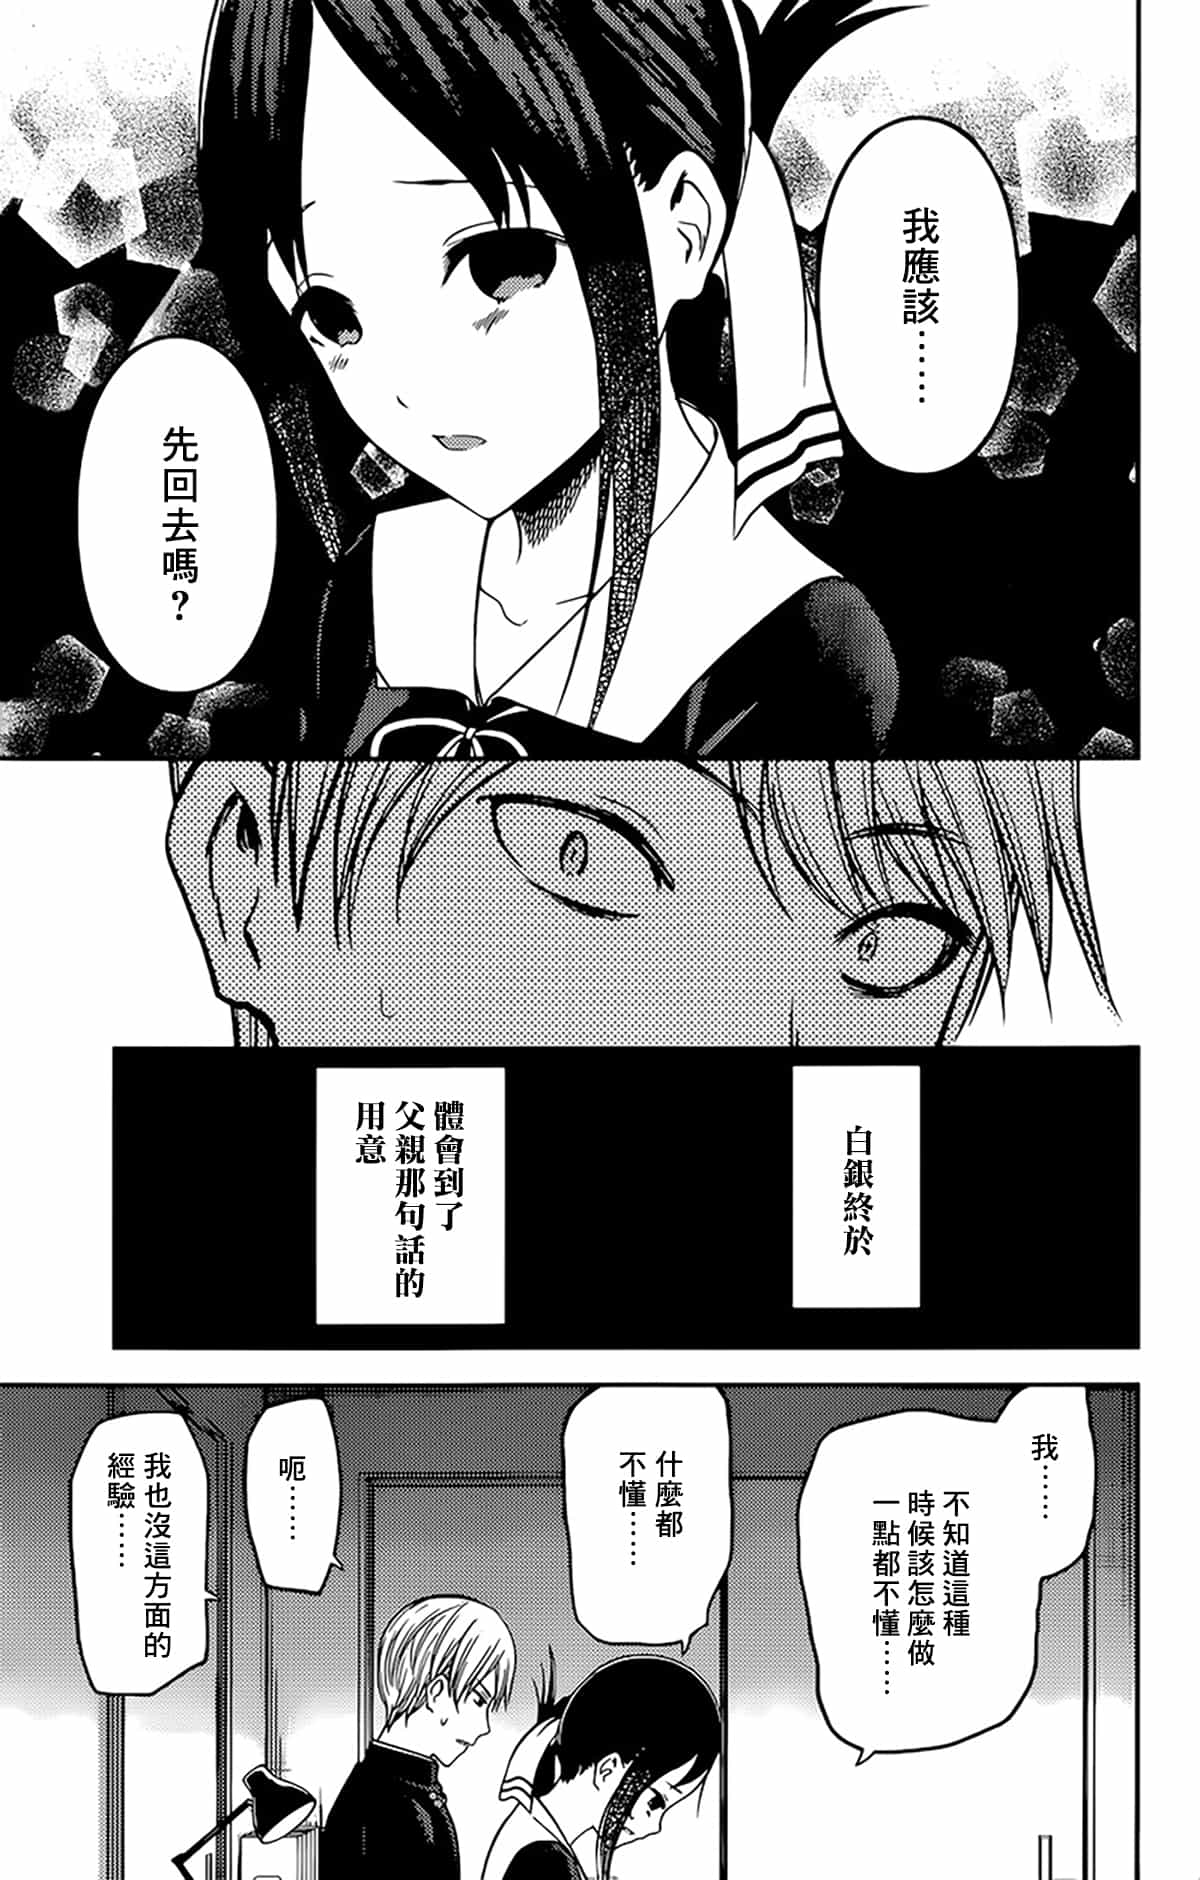 我應該……
先回去嗎?
白銀終於
體會到了
父親那句話的
用意
我……
不知道這種
時候該怎麼做
一點都不懂……
什麼都
不懂……
呃……
我也沒這方面的
經驗……